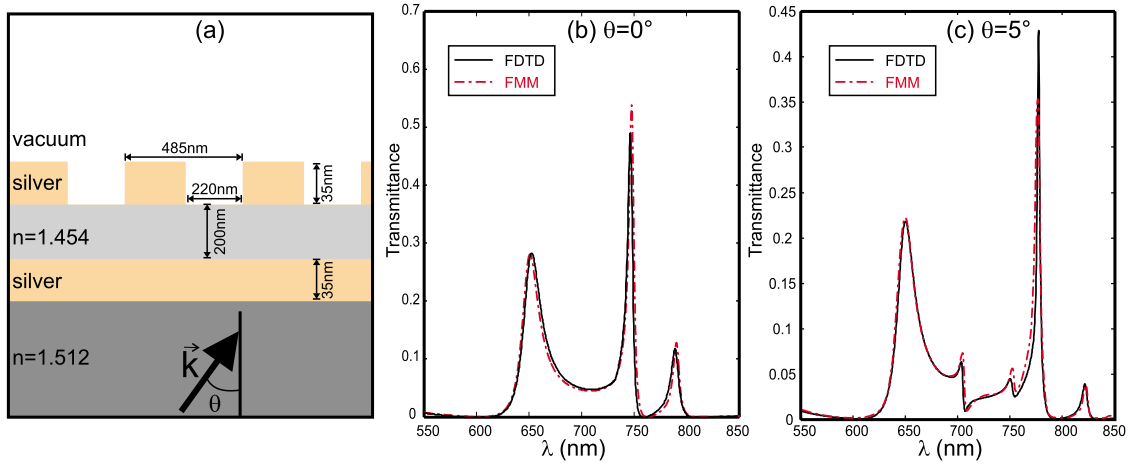 (a)
vacuum
485nm
silver
35nm
220nm
n=1.454
200nm
silver
35nm
n=1.512
k
θ
(b) θ=0°
FDTD
FMM
Transmittance
0.7
0.6
0.5
0.4
0.3
0.2
0.1
0
550 600 650 700 750 800 850
λ (nm)
(c) θ=5°
FDTD
FMM
Transmittance
0.45
0.4
0.35
0.3
0.25
0.2
0.15
0.1
0.05
0
550 600 650 700 750 800 850
λ (nm)